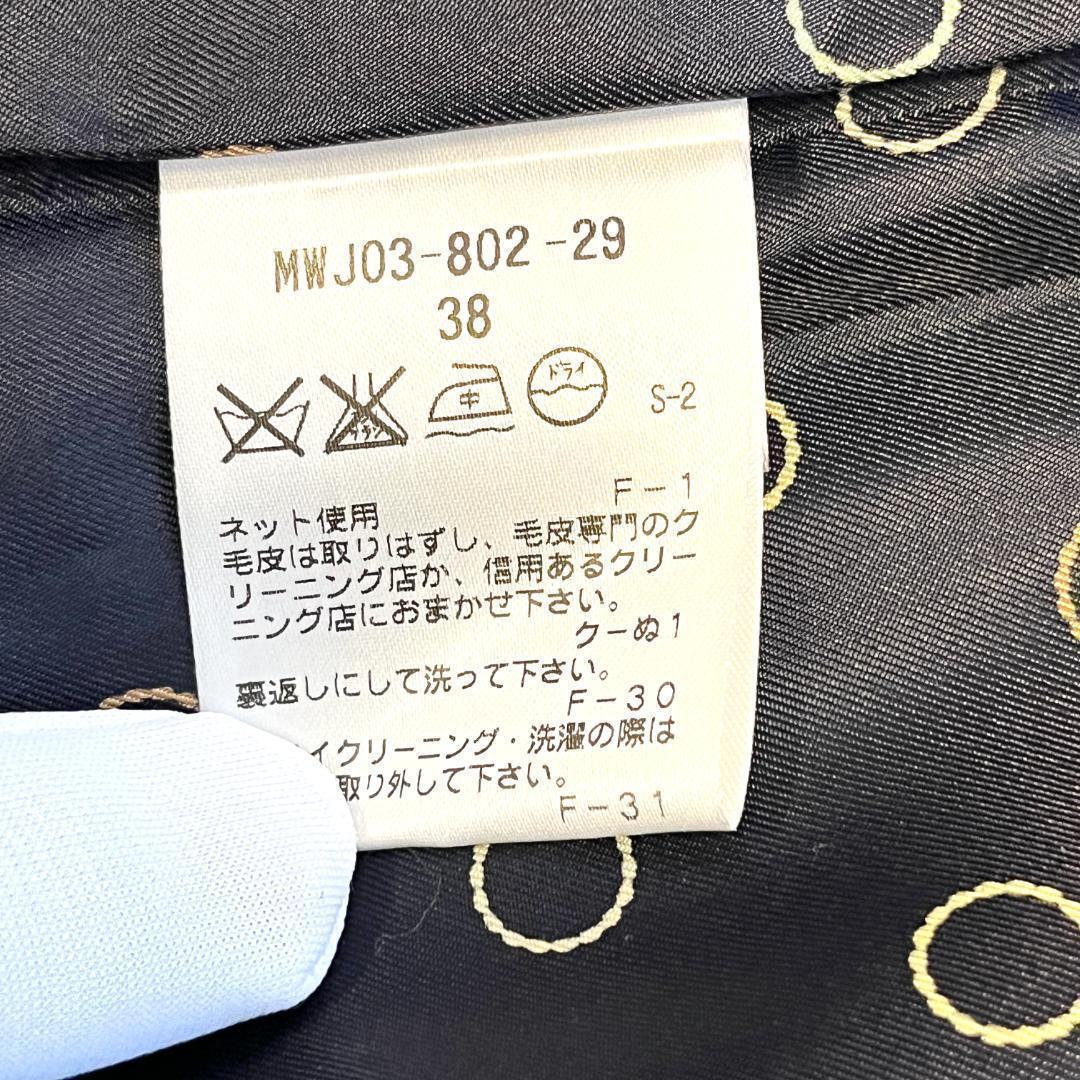 MWJ03-802-29
38
中 ドライ S-2
F-1
ネット使用
毛皮は取りはずし、毛皮専門のク
リーニング店か、信用あるクリー
ニング店におまかせ下さい。
クーぬ1
裏返しにして洗って下さい。
F-30
イクリーニング・洗濯の際は
取り外して下さい。
F-31